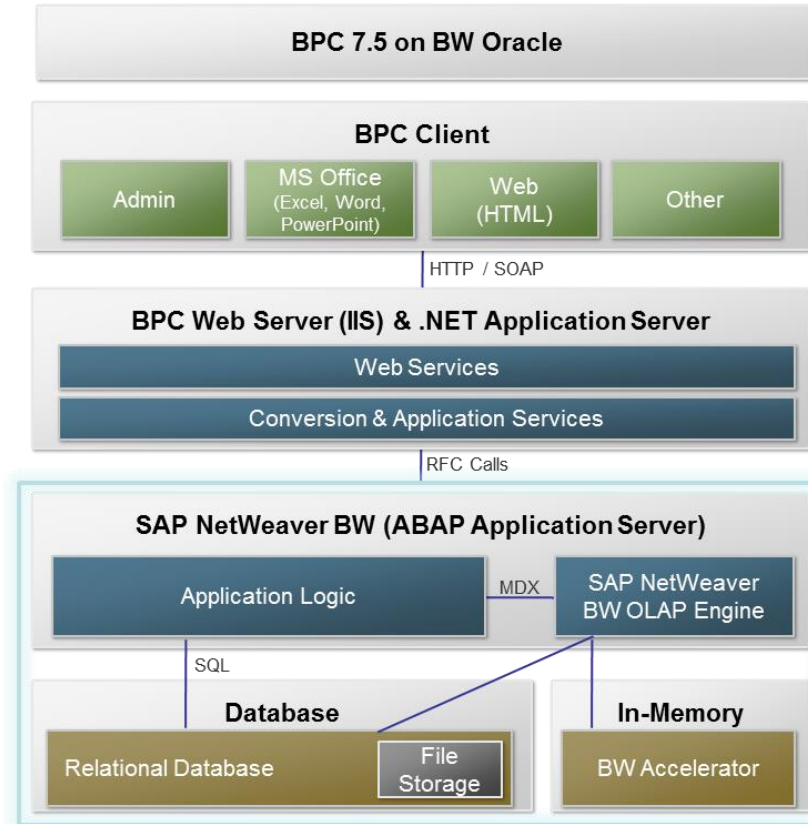 BPC 7.5 on BW Oracle
BPC Client
Admin
MS Office
(Excel, Word,
PowerPoint)
Web
(HTML)
Other
HTTP / SOAP
BPC Web Server (IIS) & .NET Application Server
Web Services
Conversion & Application Services
RFC Calls
SAP NetWeaver BW (ABAP Application Server)
Application Logic
MDX
SAP NetWeaver
BW OLAP Engine
SQL
Database
Relational Database
File
Storage
In-Memory
BW Accelerator